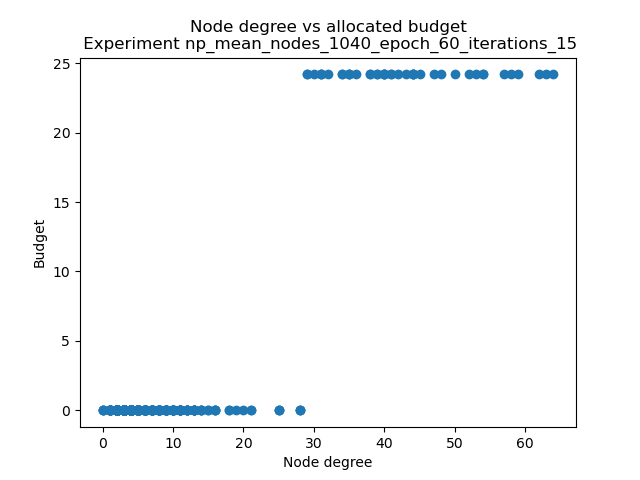 Node degree vs allocated budget
Experiment np_mean_nodes_1040_epoch_60_iterations_15
25
20
15
10
5
0
Budget
0 10 20 30 40 50 60
Node degree